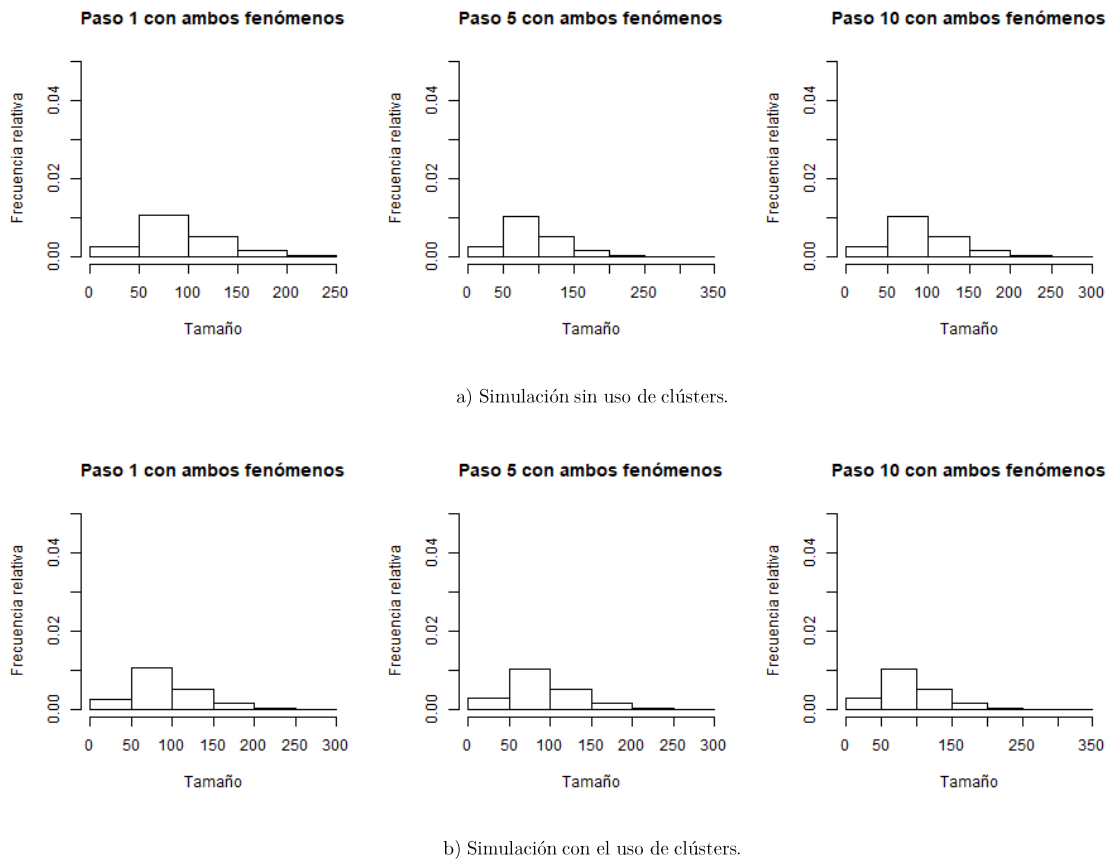 Paso 1 con ambos fenómenos
Paso 5 con ambos fenómenos
Paso 10 con ambos fenómenos
Frecuencia relativa
0.00 0.02 0.04
0 50 100 150 200 250
Tamaño
Frecuencia relativa
0.00 0.02 0.04
0 50 150 250 350
Tamaño
Frecuencia relativa
0.00 0.02 0.04
0 50 100 150 200 250 300
Tamaño
a) Simulación sin uso de clústers.
Paso 1 con ambos fenómenos
Paso 5 con ambos fenómenos
Paso 10 con ambos fenómenos
Frecuencia relativa
0.00 0.02 0.04
0 50 100 150 200 250 300
Tamaño
Frecuencia relativa
0.00 0.02 0.04
0 50 100 150 200 250 300
Tamaño
Frecuencia relativa
0.00 0.02 0.04
0 50 150 250 350
Tamaño
b) Simulación con el uso de clústers.